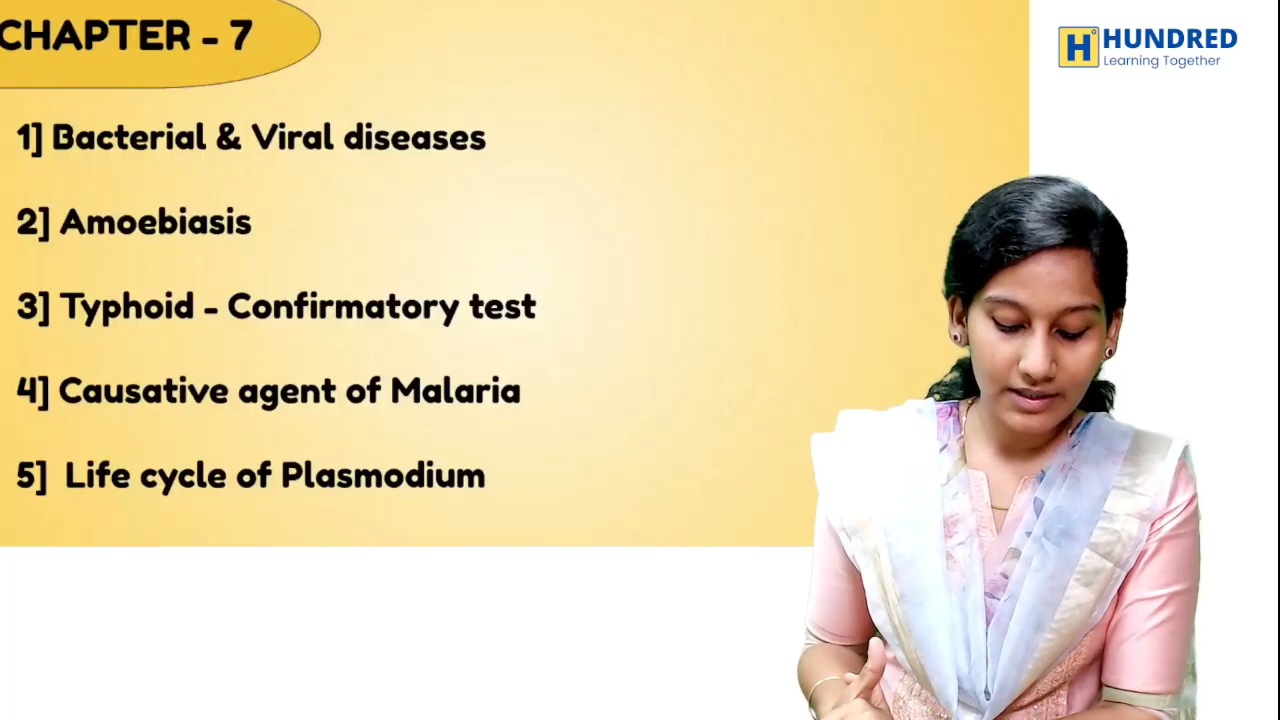 CHAPTER - 7
H HUNDRED
Learning Together
1] Bacterial & Viral diseases
2] Amoebiasis
3] Typhoid - Confirmatory test
4] Causative agent of Malaria
5] Life cycle of Plasmodium